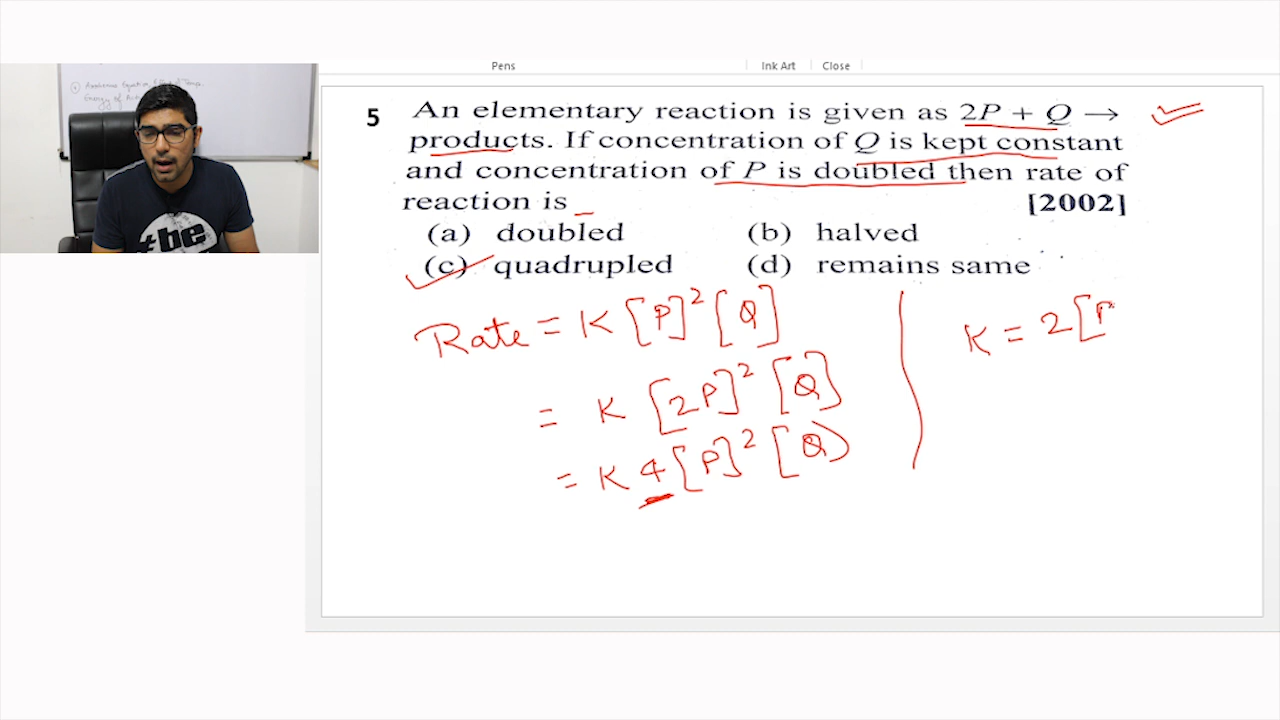 Pens Ink Art Close
5 An elementary reaction is given as 2P + Q →
products. If concentration of Q is kept constant
and concentration of P is doubled then rate of
reaction is [2002]
(a) doubled (b) halved
(c) quadrupled (d) remains same
Rate = K [P]² [Q]
= K [2P]² [Q]
= K 4 [P]² [Q)
K = 2 [P
#be